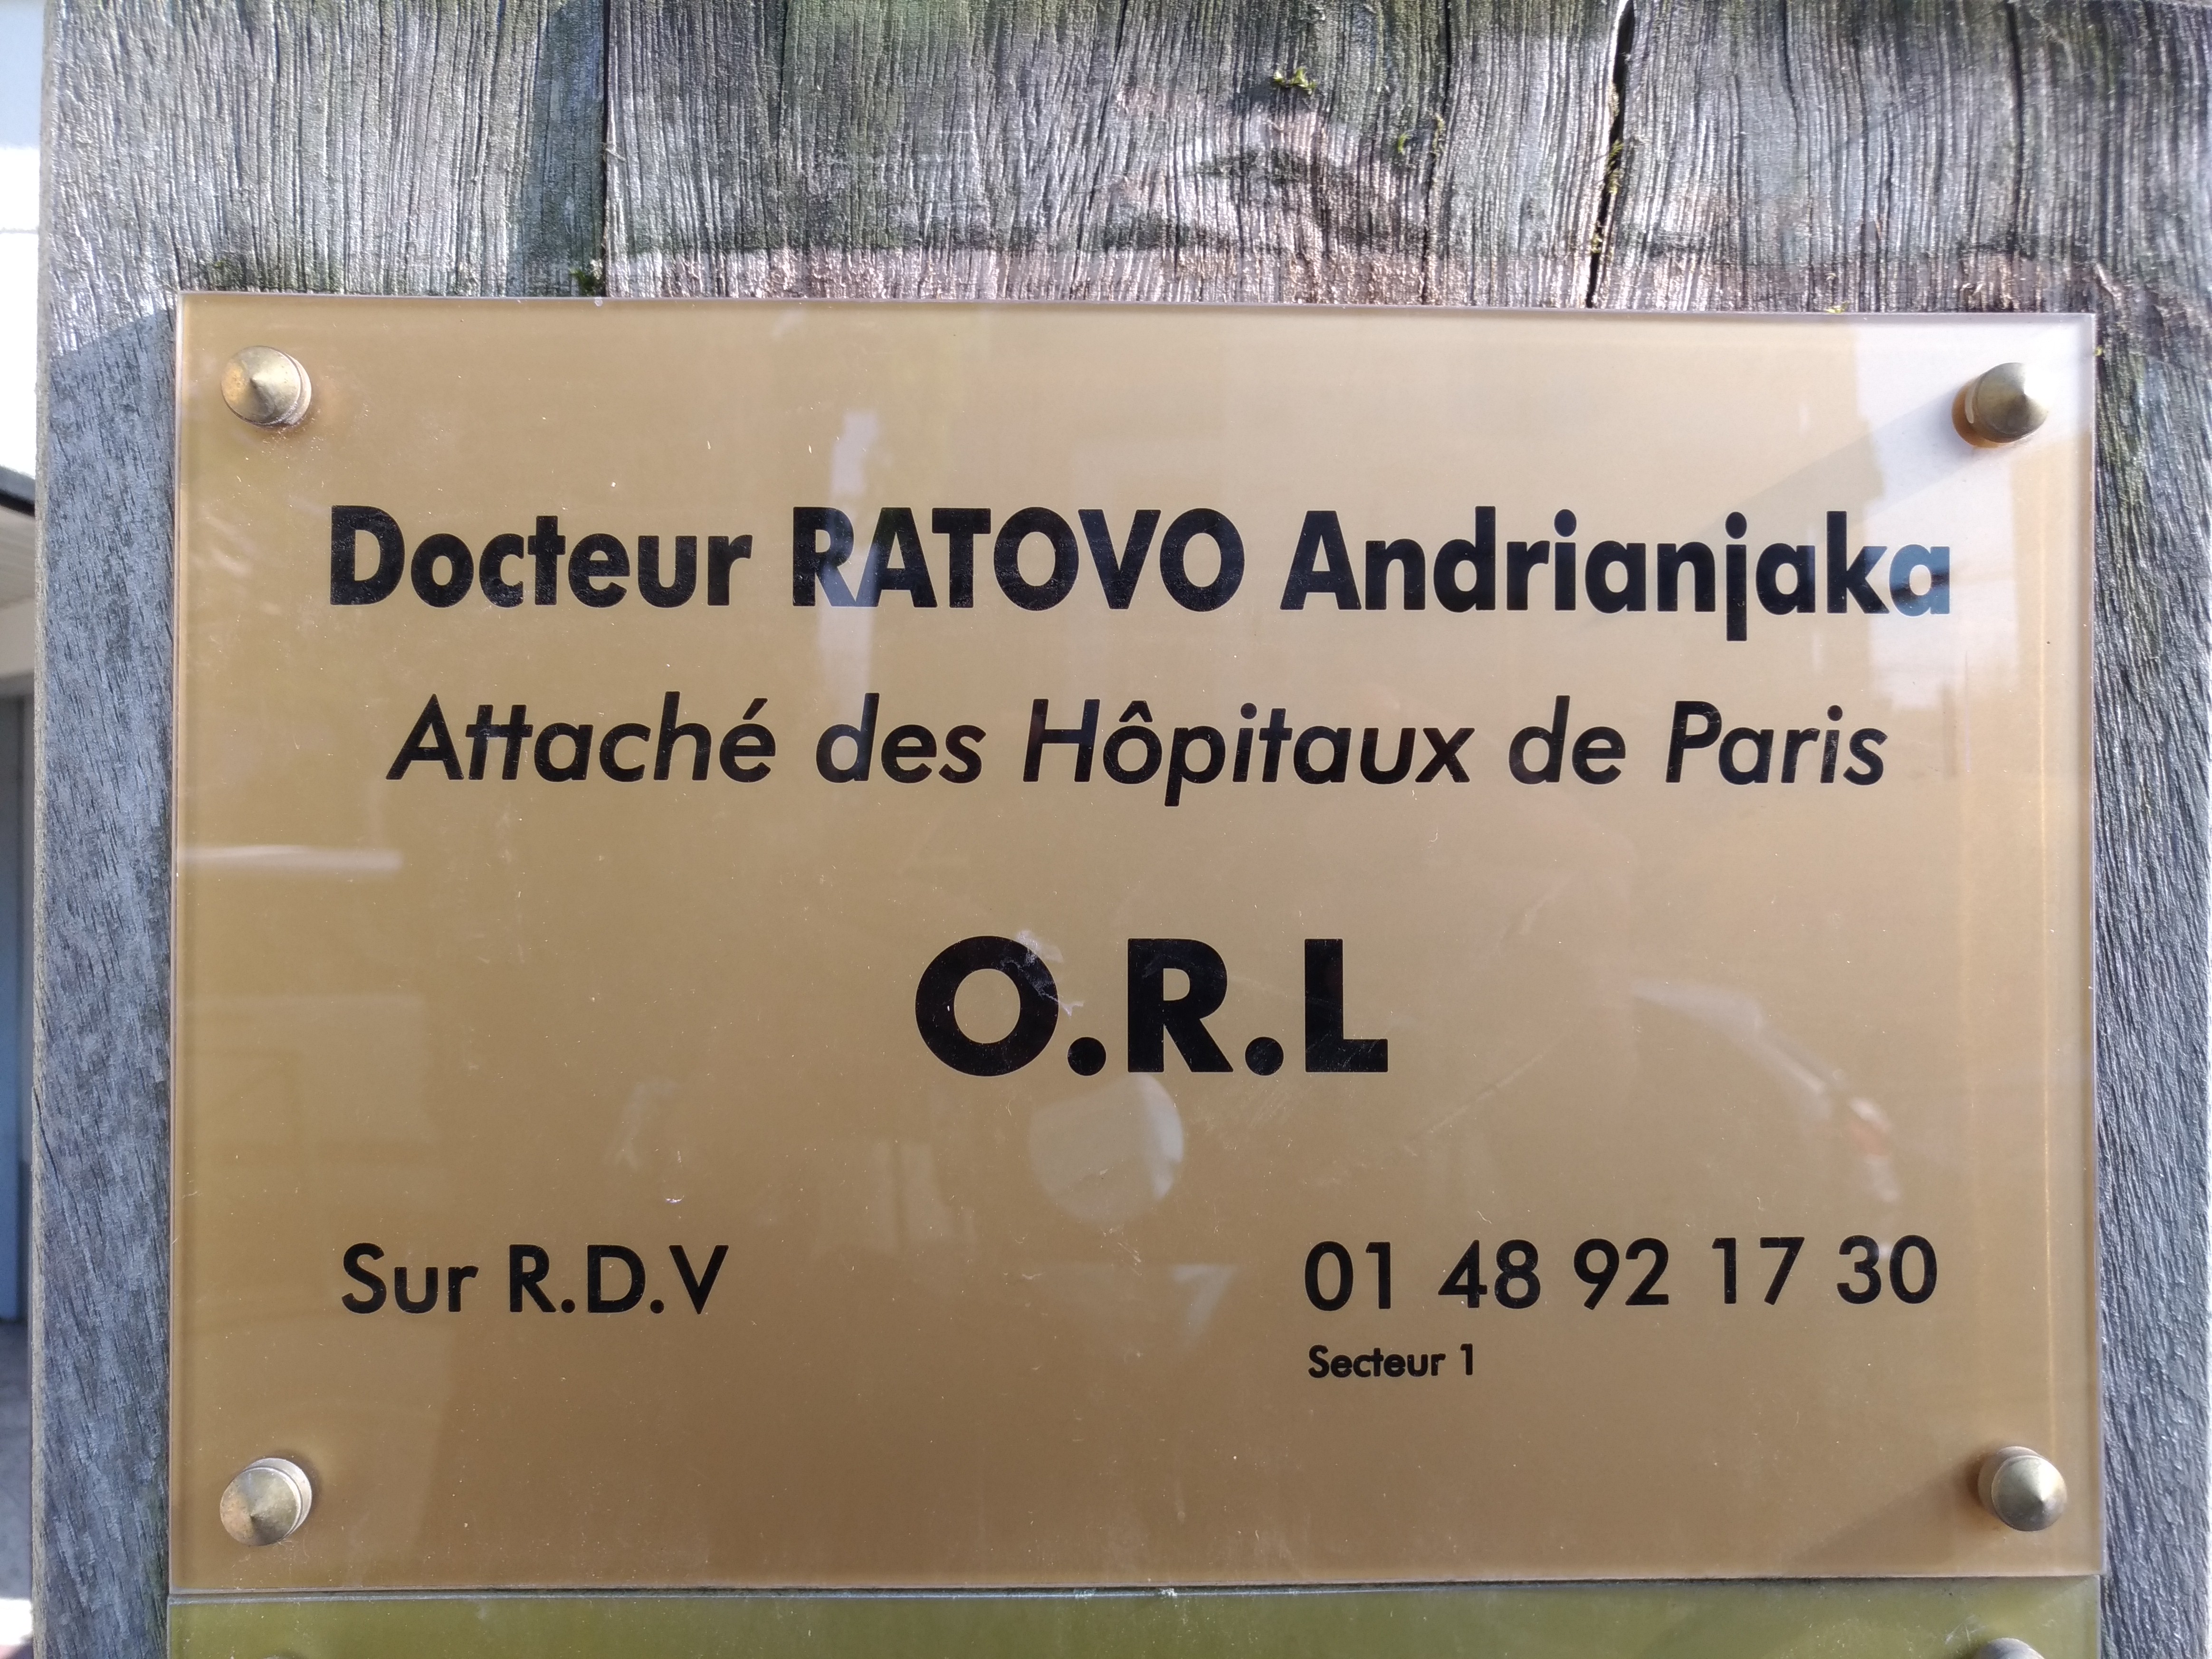 Docteur RATOVO Andrianjaka
Attaché des Hôpitaux de Paris
O.R.L
Sur R.D.V
01 48 92 17 30
Secteur 1